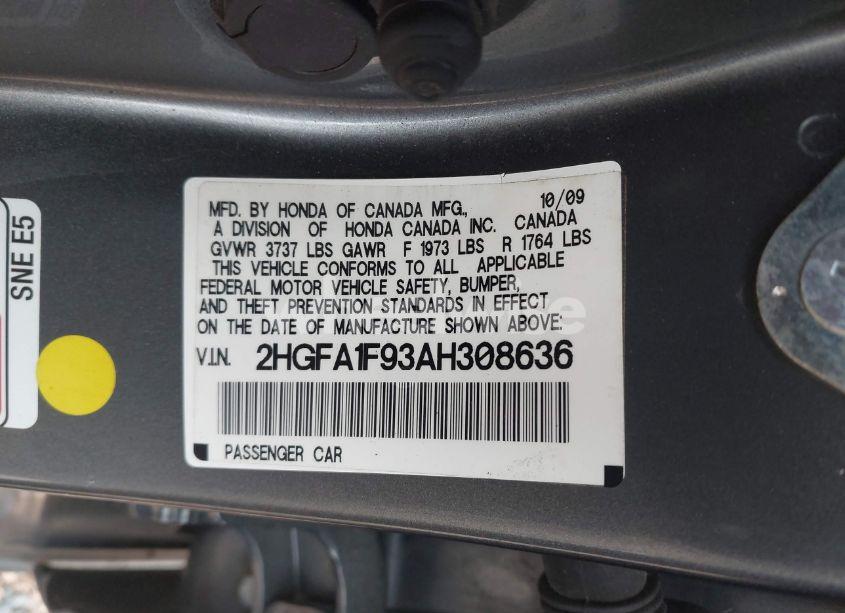 10/09
MFD. BY HONDA OF CANADA MFG.,
A DIVISION OF HONDA CANADA INC. CANADA
GVWR 3737 LBS GAWR F 1973 LBS R 1764 LBS
THIS VEHICLE CONFORMS TO ALL APPLICABLE
FEDERAL MOTOR VEHICLE SAFETY, BUMPER,
AND THEFT PREVENTION STANDARDS IN EFFECT
ON THE DATE OF MANUFACTURE SHOWN ABOVE:
V.I.N. 2HGFA1F93AH308636
PASSENGER CAR
SNE E5